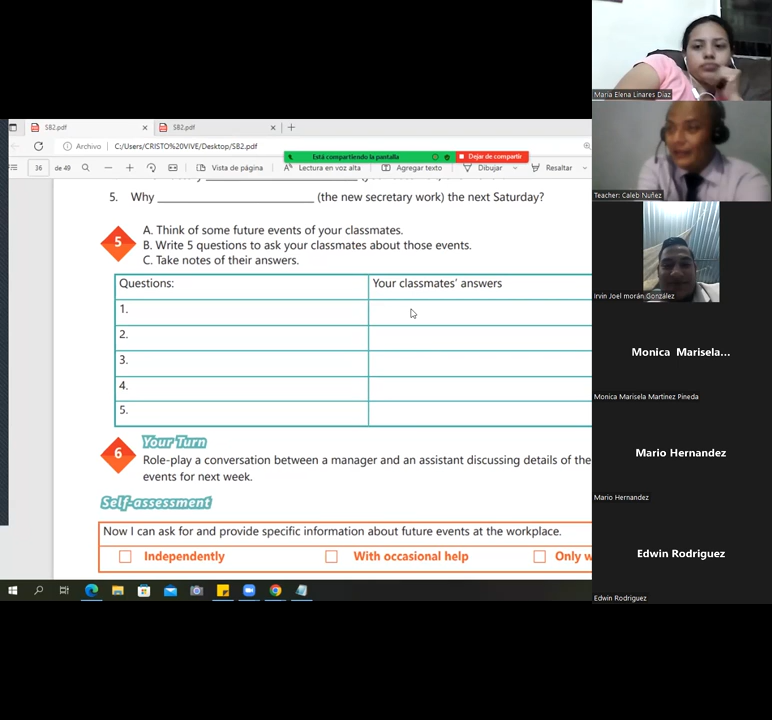 SB2.pdf
SB2.pdf
Archivo
C:/Users/CRISTO%20VIVE/Desktop/SB2.pdf
Está compartiendo la pantalla
Dejar de compartir
36 de 49
Vista de página
Lectura en voz alta
Agregar texto
Dibujar
Resaltar
5. Why ____________________ (the new secretary work) the next Saturday?
5
A. Think of some future events of your classmates.
B. Write 5 questions to ask your classmates about those events.
C. Take notes of their answers.
Questions:
Your classmates' answers
1.
2.
3.
4.
5.
6
Your Turn
Role-play a conversation between a manager and an assistant discussing details of the
events for next week.
Self-assessment
Now I can ask for and provide specific information about future events at the workplace.
Independently
With occasional help
Only
Maria Elena Linares Diaz
Teacher: Caleb Nuñez
Irvin Joel morán González
Monica Marisela...
Monica Marisela Martinez Pineda
Mario Hernandez
Mario Hernandez
Edwin Rodriguez
Edwin Rodriguez